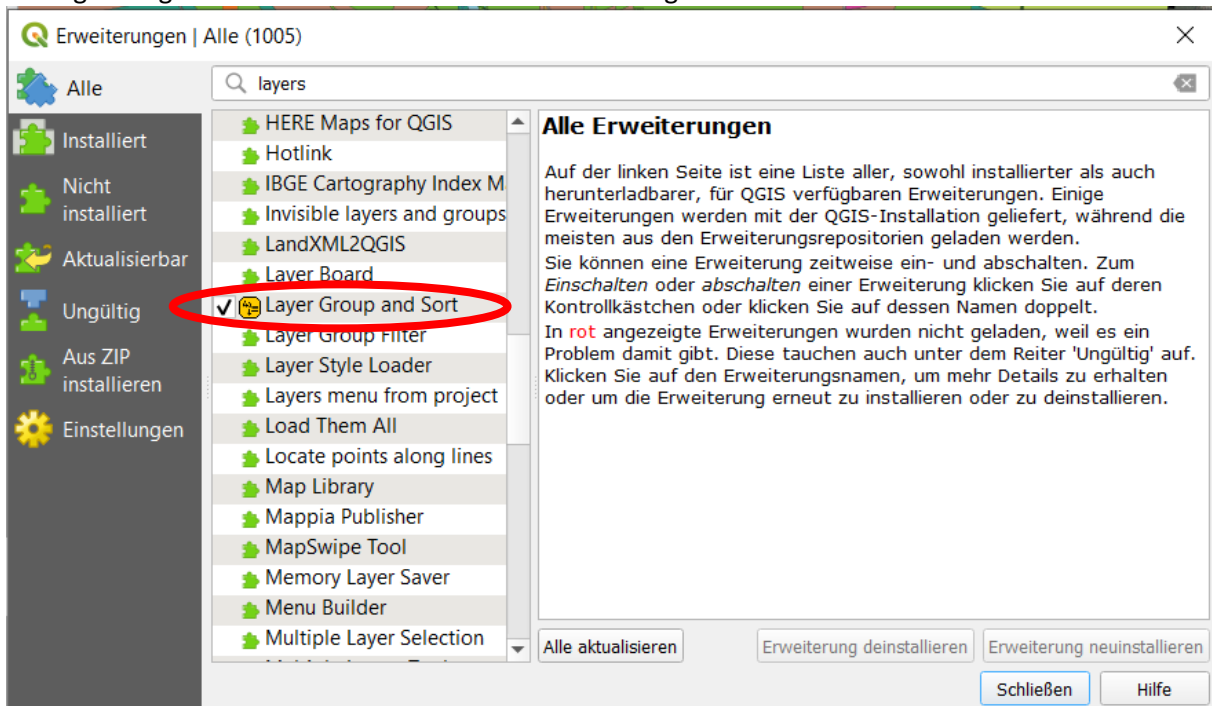 Erweiterungen | Alle (1005)
Alle
Installiert
Nicht
installiert
Aktualisierbar
Ungültig
Aus ZIP
installieren
Einstellungen
layers
HERE Maps for QGIS
Hotlink
IBGE Cartography Index M
Invisible layers and groups
LandXML2QGIS
Layer Board
Layer Group and Sort
Layer Group Filter
Layer Style Loader
Layers menu from project
Load Them All
Locate points along lines
Map Library
Mappia Publisher
MapSwipe Tool
Memory Layer Saver
Menu Builder
Multiple Layer Selection
Alle Erweiterungen
Auf der linken Seite ist eine Liste aller, sowohl installierter als auch
herunterladbarer, für QGIS verfügbaren Erweiterungen. Einige
Erweiterungen werden mit der QGIS-Installation geliefert, während die
meisten aus den Erweiterungsrepositorien geladen werden.
Sie können eine Erweiterung zeitweise ein- und abschalten. Zum
Einschalten oder abschalten einer Erweiterung klicken Sie auf deren
Kontrollkästchen oder klicken Sie auf dessen Namen doppelt.
In rot angezeigte Erweiterungen wurden nicht geladen, weil es ein
Problem damit gibt. Diese tauchen auch unter dem Reiter 'Ungültig' auf.
Klicken Sie auf den Erweiterungsnamen, um mehr Details zu erhalten
oder um die Erweiterung erneut zu installieren oder zu deinstallieren.
Alle aktualisieren
Erweiterung deinstallieren
Erweiterung neuinstallieren
Schließen
Hilfe